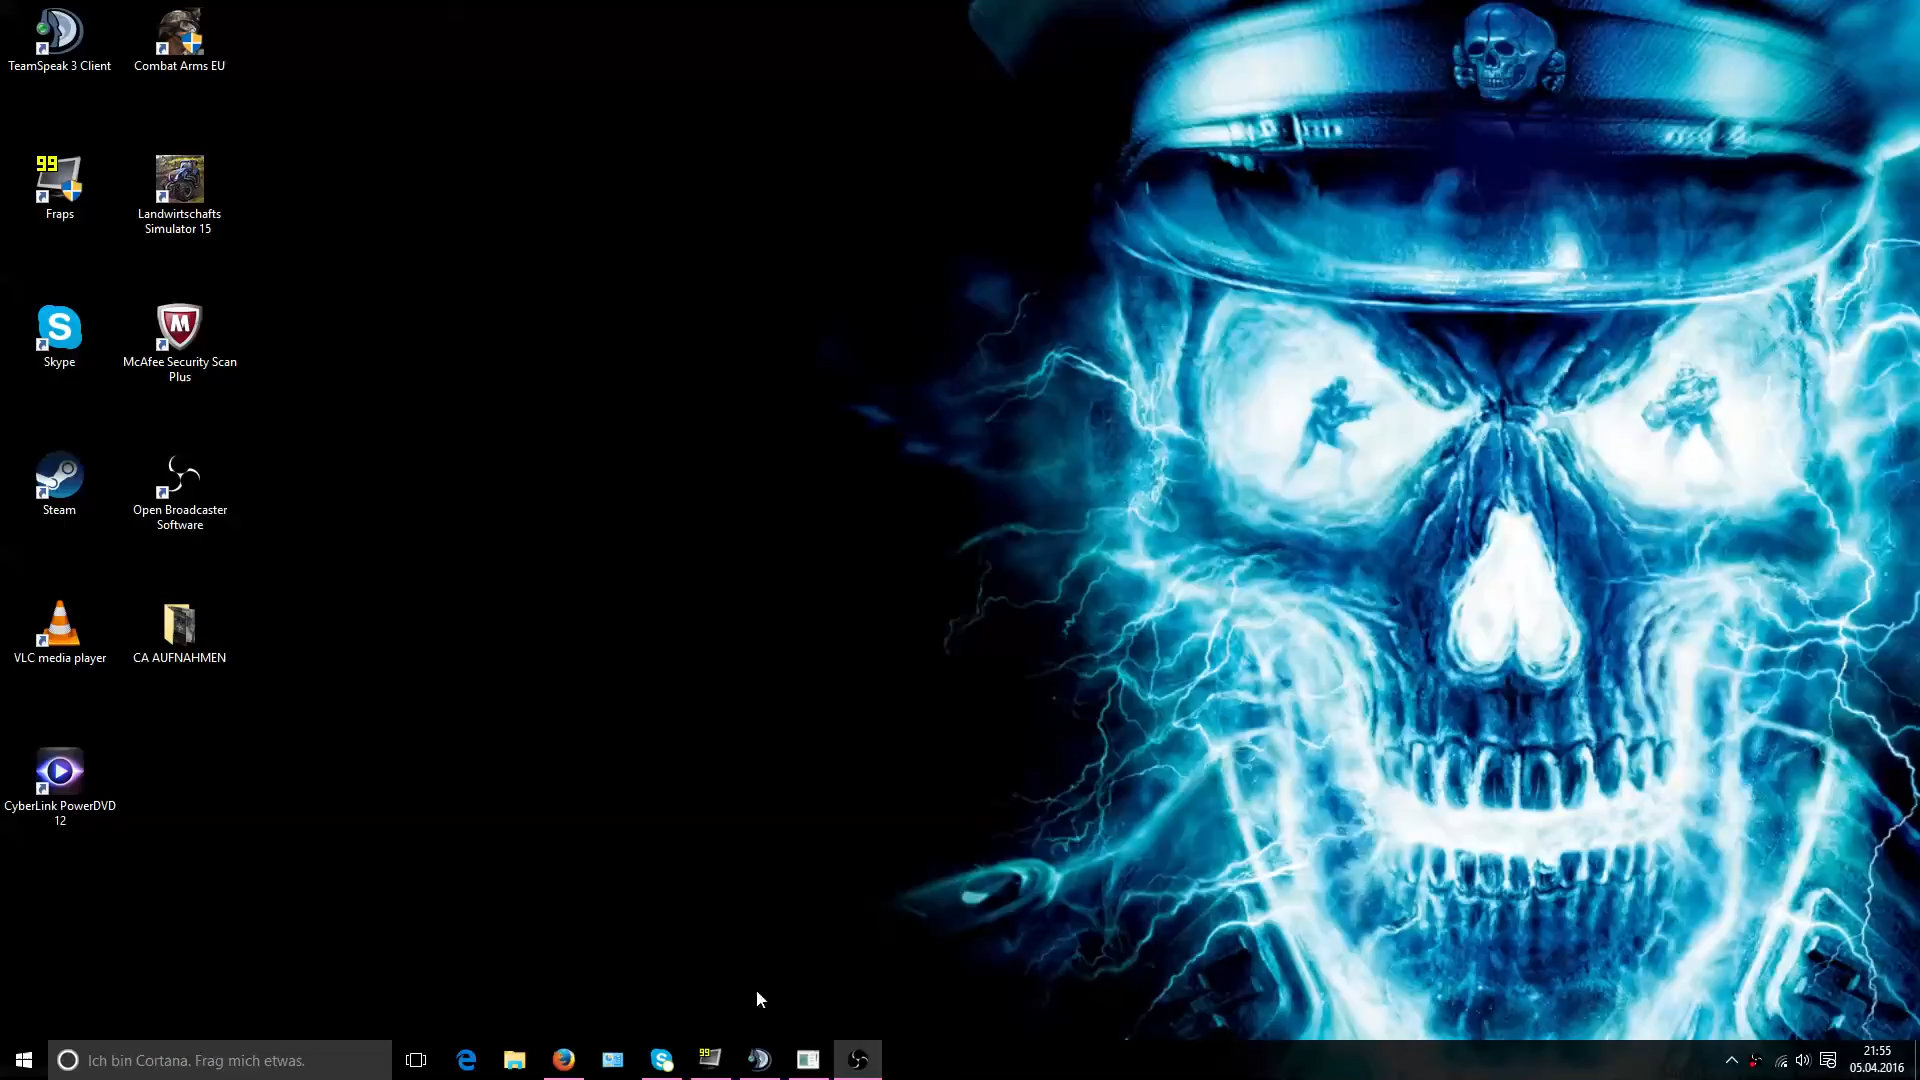 TeamSpeak 3 Client
Combat Arms EU
99
Fraps
Landwirtschafts
Simulator 15
S
Skype
M
McAfee Security Scan
Plus
Steam
Open Broadcaster
Software
VLC media player
CA AUFNAHMEN
CyberLink PowerDVD
12
Ich bin Cortana. Frag mich etwas.
99
21:55
05.04.2016